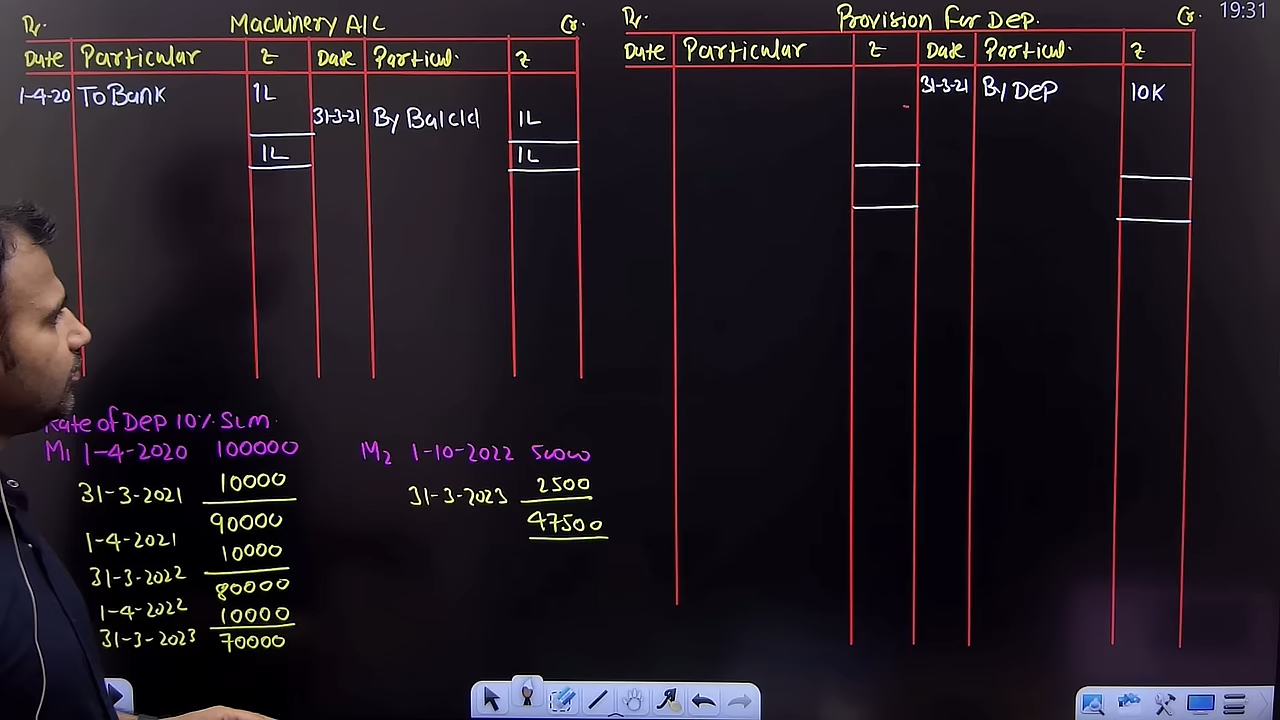 Dr. Machinery A/C Cr.
Date Particular ₹ Date Particul. ₹
1-4-20 To Bank 1L
31-3-21 By Balc/d 1L
1L 1L
Dr. Provision for Dep. Cr.
Date Particular ₹ Date Particul. ₹
31-3-21 By Dep 10K
19:31
Rate of Dep 10% SLM.
M1 1-4-2020 100000
31-3-2021 10000
90000
1-4-2021
10000
31-3-2022
80000
1-4-2022 10000
31-3-2023 70000
M2 1-10-2022 50000
31-3-2023 2500
47500